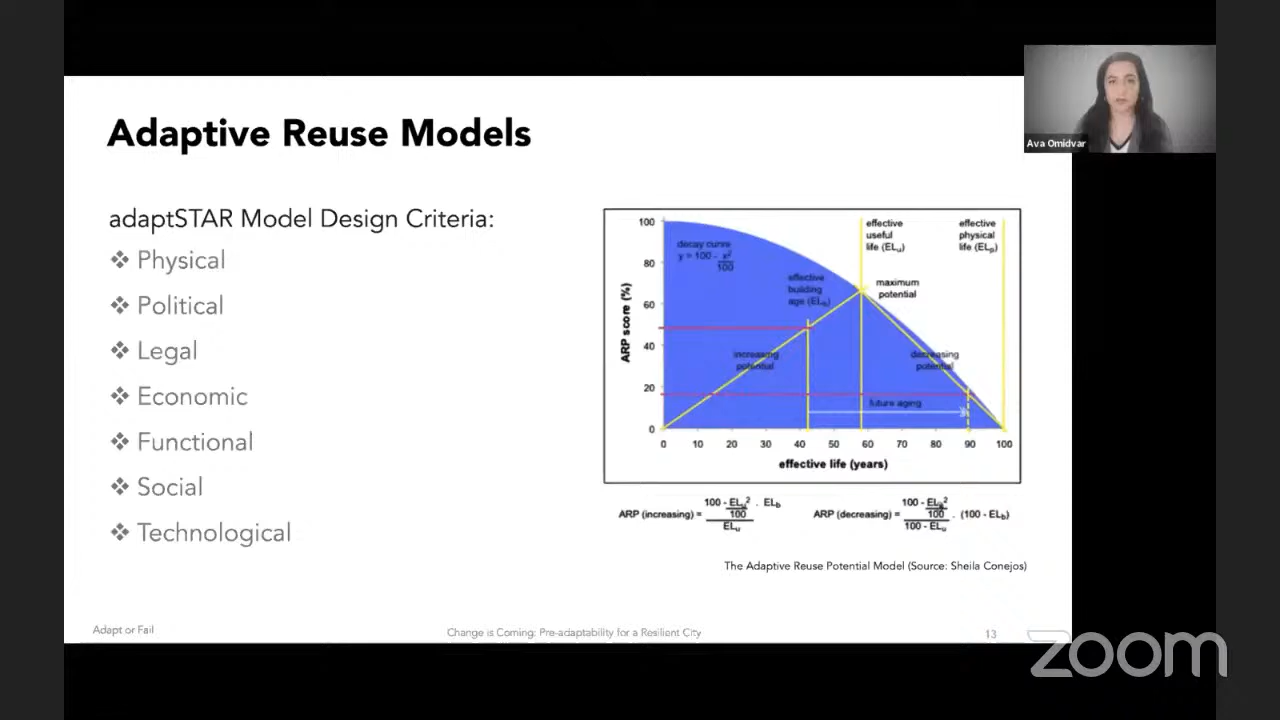 Adaptive Reuse Models
Ava Omidvar
adaptSTAR Model Design Criteria:
❖ Physical
❖ Political
❖ Legal
❖ Economic
❖ Functional
❖ Social
❖ Technological
ARP score (%)
100
80
60
40
20
0
decay curve
y = 100 - x²
100
effective
building
age (ELb)
effective
useful
life (ELu)
effective
physical
life (ELp)
maximum
potential
increasing
potential
decreasing
potential
future aging
0 10 20 30 40 50 60 70 80 90 100
effective life (years)
100 - ELu² . ELb
100
ARP (increasing) =
ELu
100 - ELu²
100
ARP (decreasing) = . (100 - ELb)
100 - ELu
The Adaptive Reuse Potential Model (Source: Sheila Conejos)
Adapt or Fail
Change is Coming: Pre-adaptability for a Resilient City
13
zoom